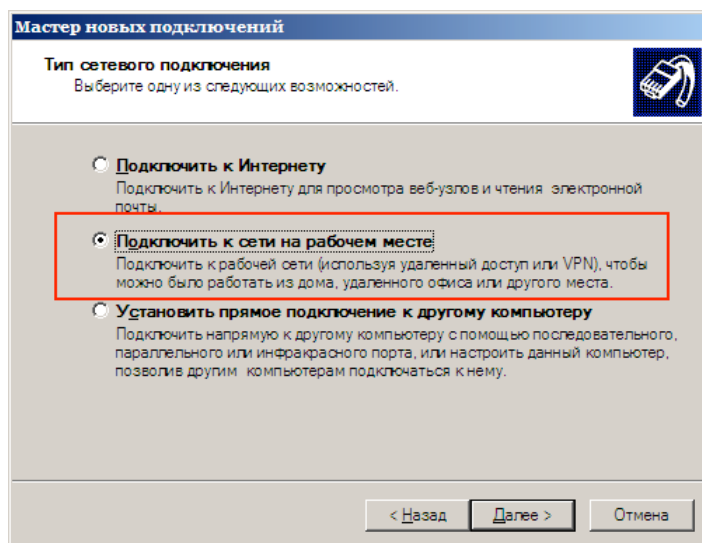 Мастер новых подключений
Тип сетевого подключения
Выберите одну из следующих возможностей.
Подключить к Интернету
Подключить к Интернету для просмотра веб-узлов и чтения электронной
почты.
Подключить к сети на рабочем месте
Подключить к рабочей сети (используя удаленный доступ или VPN), чтобы
можно было работать из дома, удаленного офиса или другого места.
Установить прямое подключение к другому компьютеру
Подключить напрямую к другому компьютеру с помощью последовательного,
параллельного или инфракрасного порта, или настроить данный компьютер,
позволив другим компьютерам подключаться к нему.
< Назад Далее > Отмена